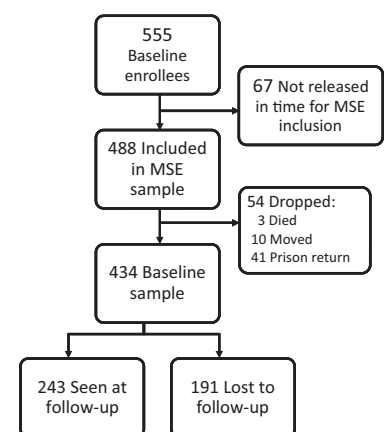 555
Baseline
enrollees
67 Not released
in time for MSE
inclusion
488 Included
in MSE
sample
54 Dropped:
3 Died
10 Moved
41 Prison return
434 Baseline
sample
243 Seen at
follow-up
191 Lost to
follow-up